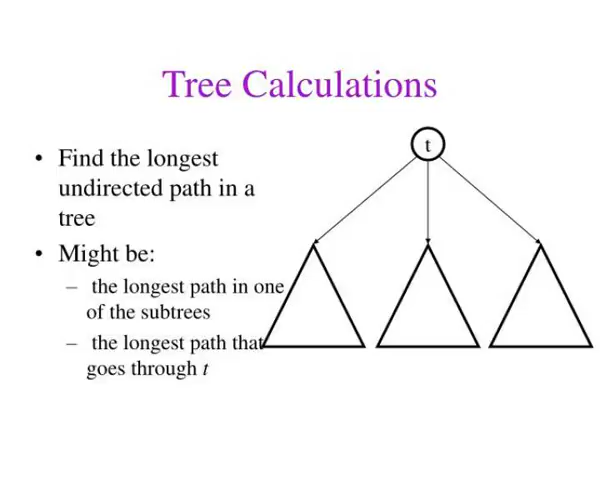 Tree Calculations
• Find the longest
undirected path in a
tree
• Might be:
– the longest path in one
of the subtrees
– the longest path that
goes through t
t